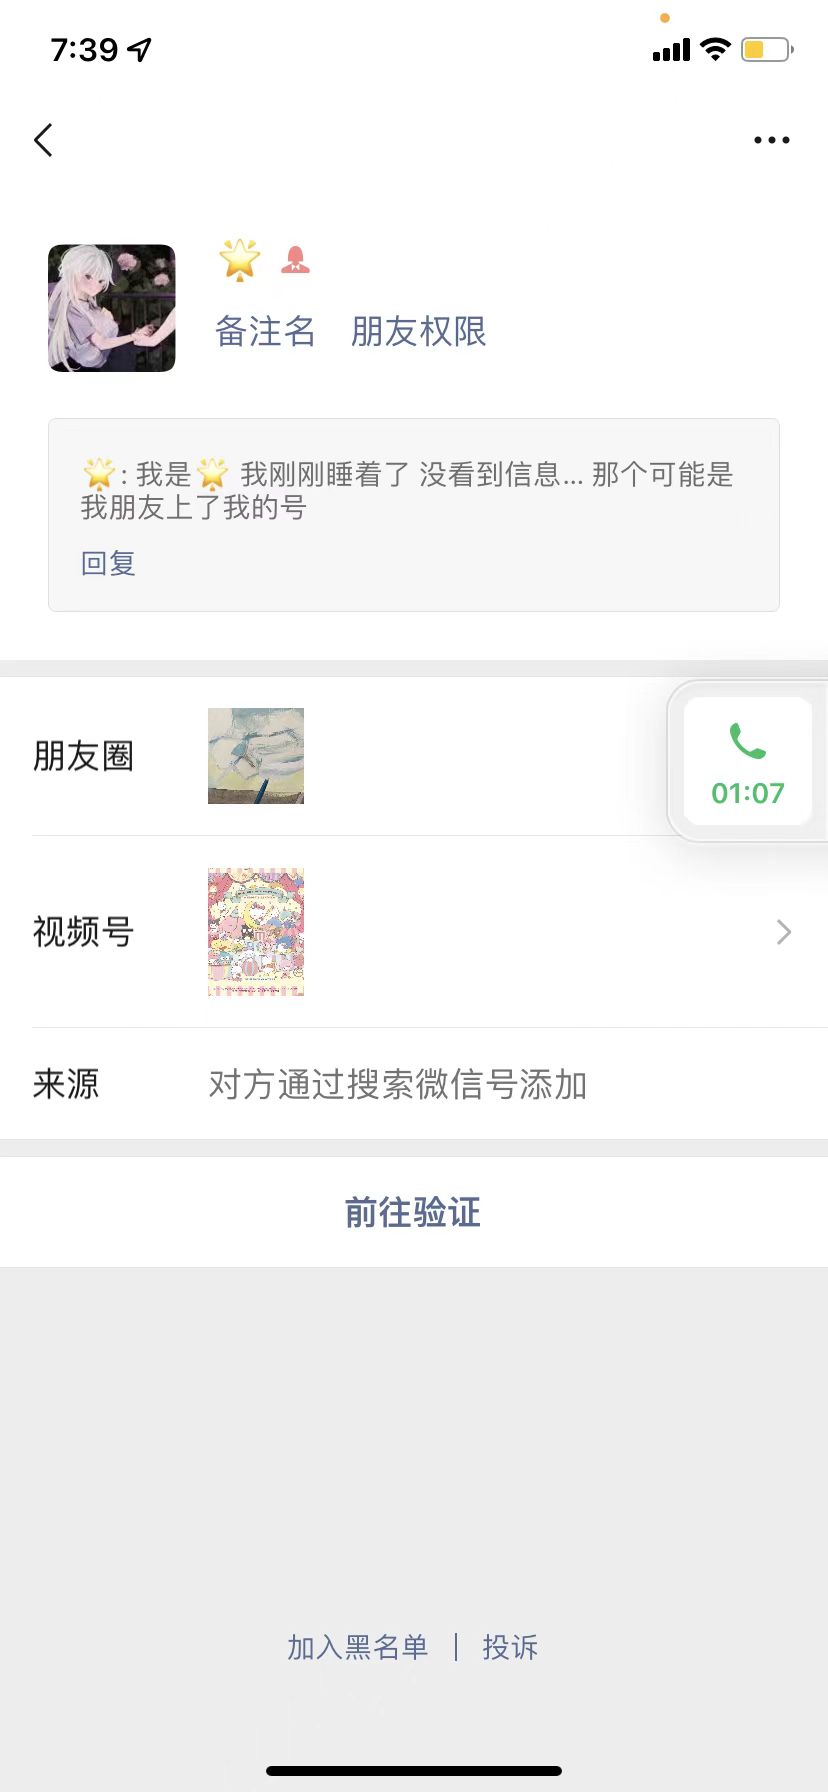 7:39
🌟
备注名 朋友权限
🌟: 我是🌟 我刚刚睡着了 没看到信息... 那个可能是
我朋友上了我的号
回复
朋友圈
01:07
视频号
来源 对方通过搜索微信号添加
前往验证
加入黑名单 | 投诉